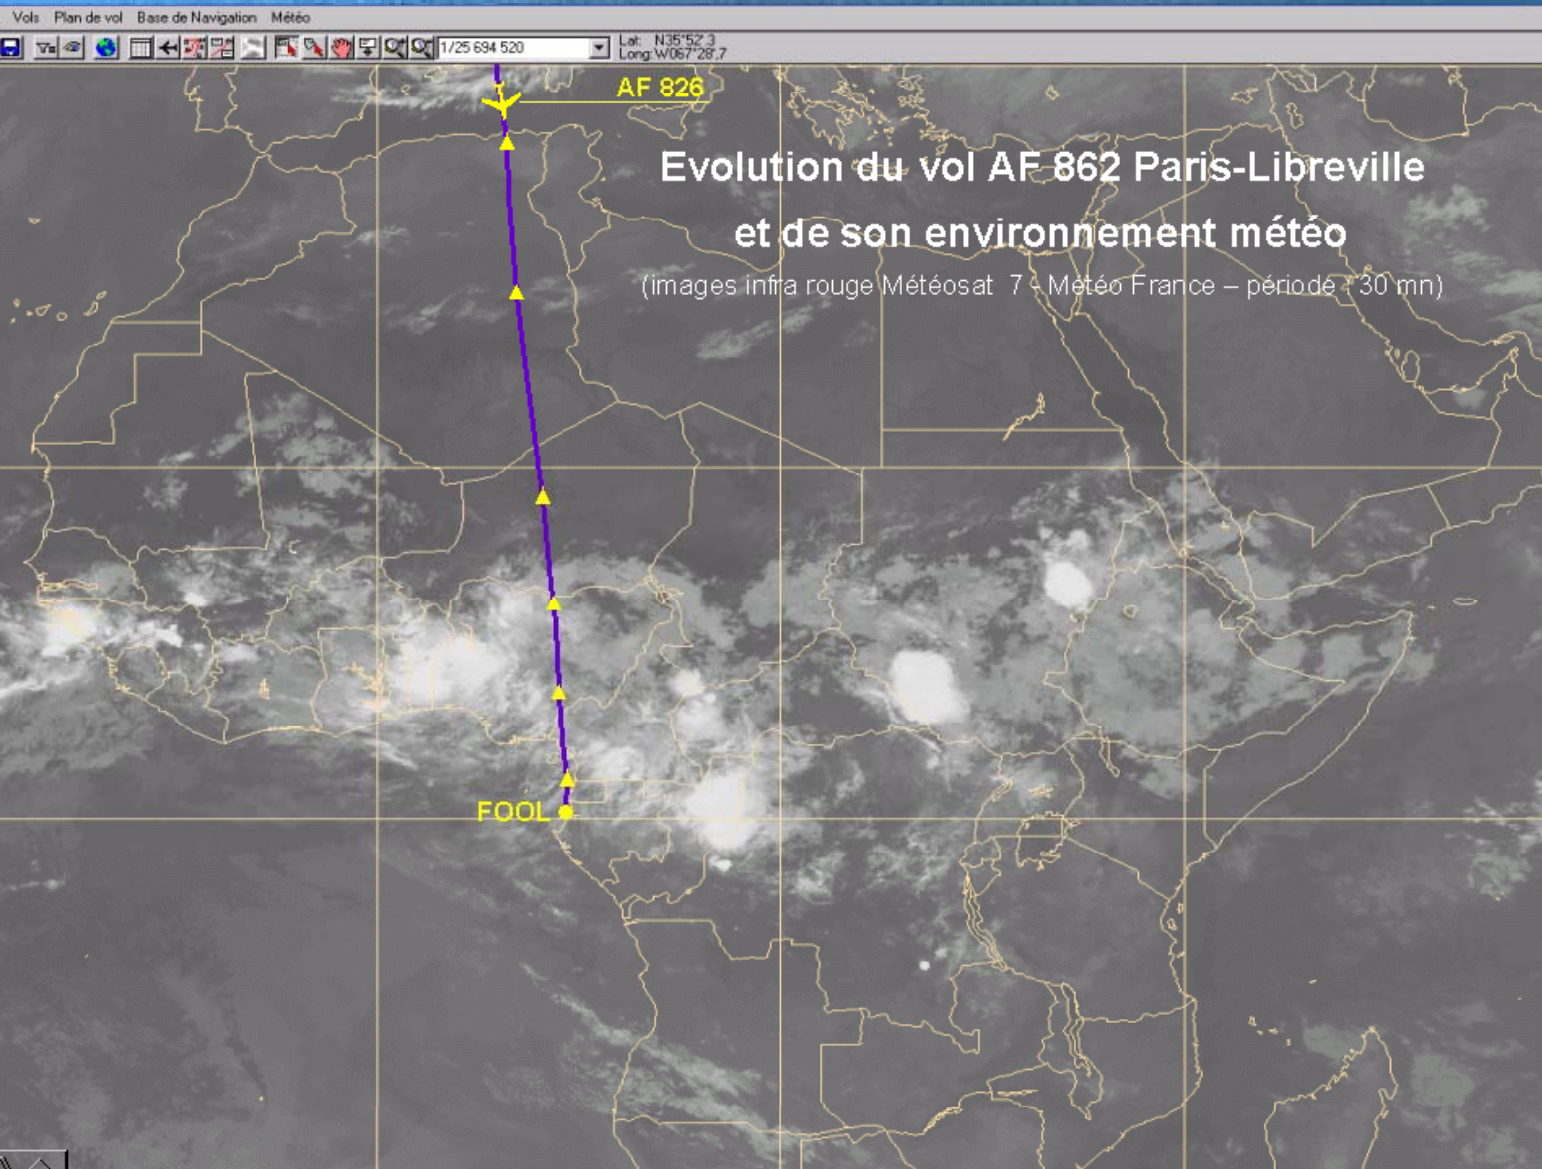 Vols Plan de vol Base de Navigation Météo
1/25 694 520
Lat: N35°52'.3
Long:W067°28'.7
AF 826
Evolution du vol AF 862 Paris-Libreville
et de son environnement météo
(images infra rouge Météosat 7 - Météo France – période : 30 mn)
FOOL